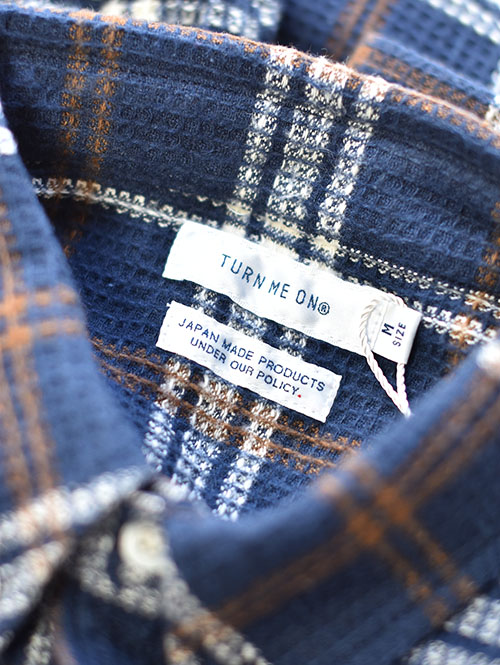 TURN ME ON®
M
SIZE
JAPAN MADE PRODUCTS
UNDER OUR POLICY.